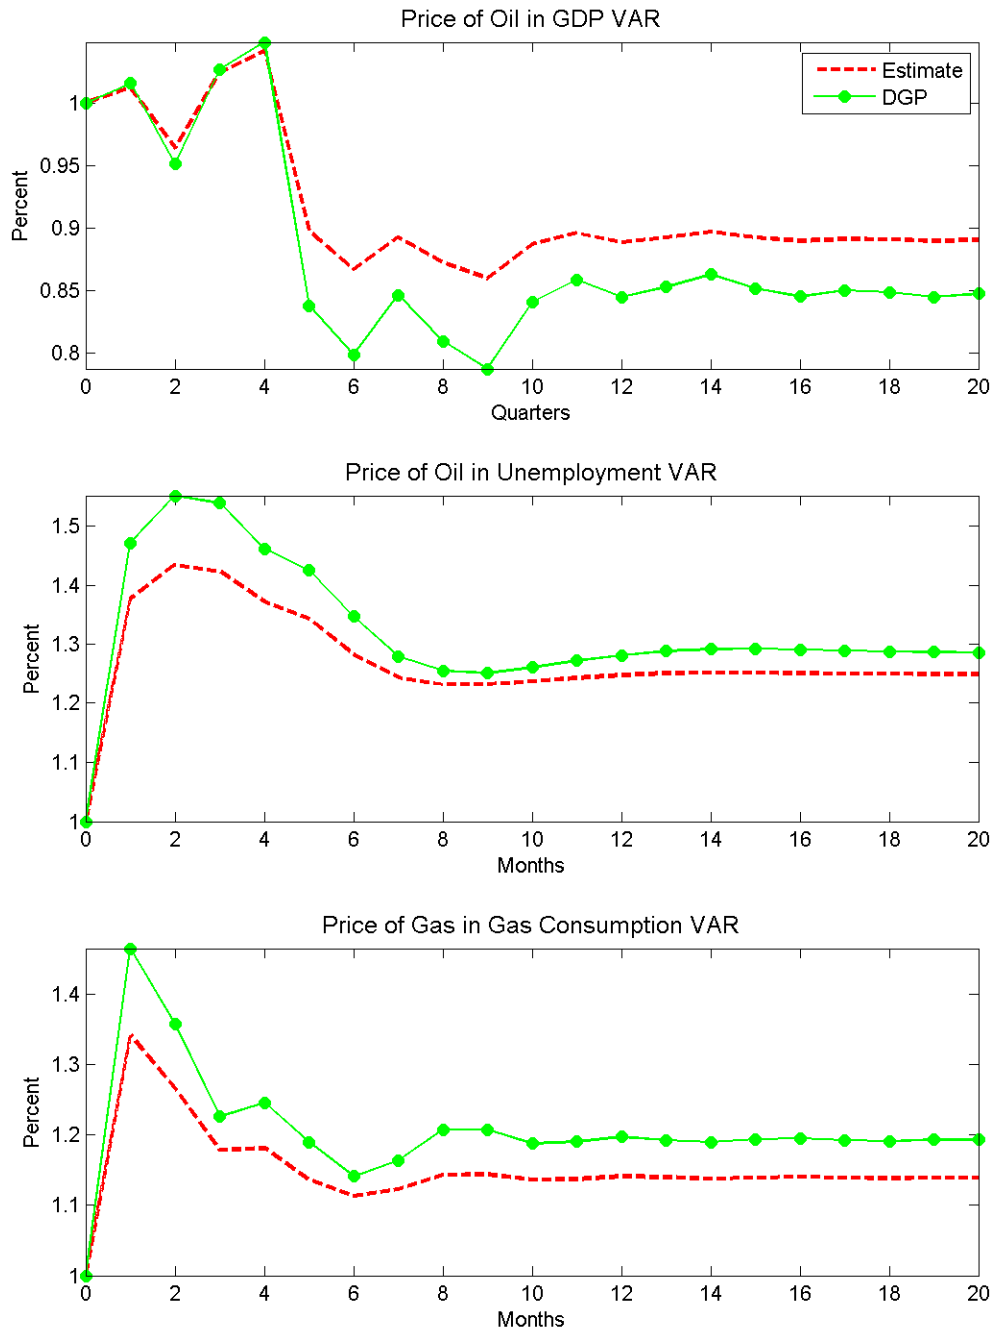 Price of Oil in GDP VAR
Estimate
DGP
1
0.95
0.9
0.85
0.8
Percent
0 2 4 6 8 10 12 14 16 18 20
Quarters
Price of Oil in Unemployment VAR
1.5
1.4
1.3
1.2
1.1
1
Percent
0 2 4 6 8 10 12 14 16 18 20
Months
Price of Gas in Gas Consumption VAR
1.4
1.3
1.2
1.1
1
Percent
0 2 4 6 8 10 12 14 16 18 20
Months